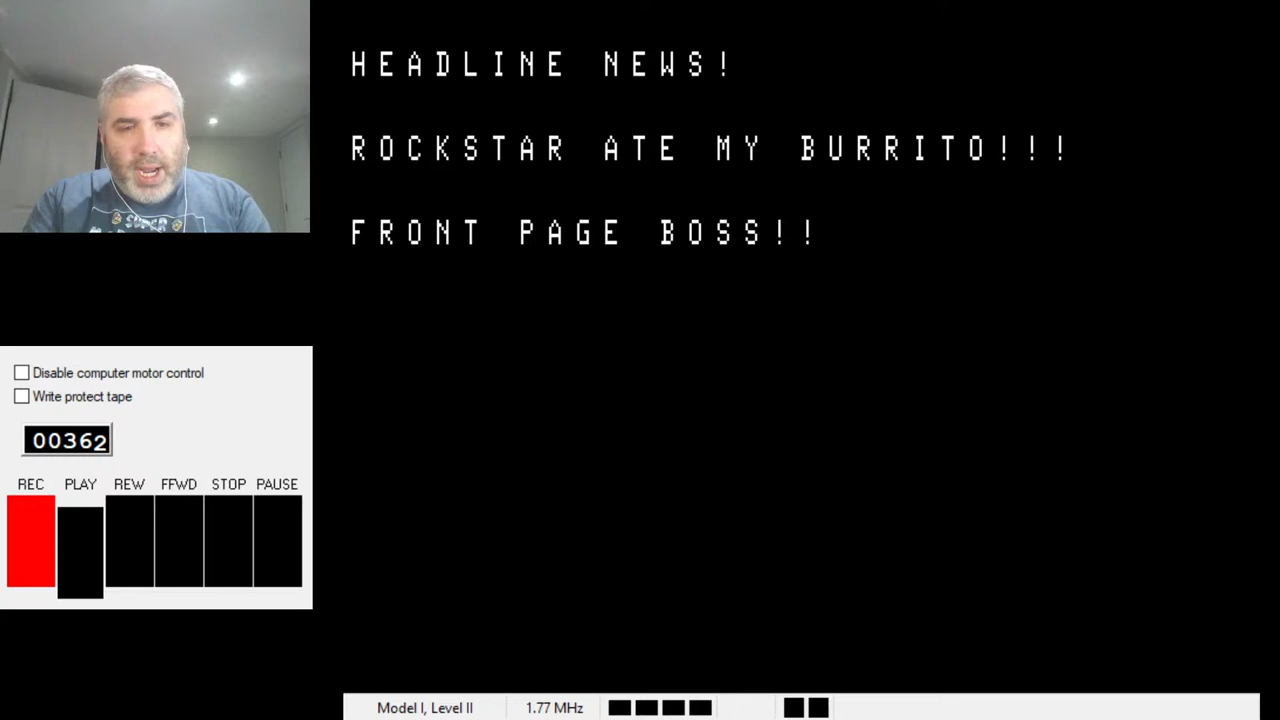 HEADLINE NEWS!
ROCKSTAR ATE MY BURRITO!!!
FRONT PAGE BOSS!!
SUPER
Disable computer motor control
Write protect tape
00362
REC PLAY REW FFWD STOP PAUSE
Model I, Level II 1.77 MHz